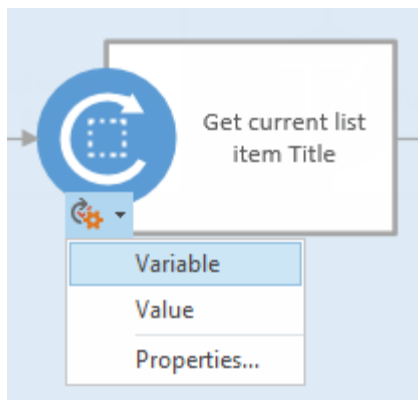 Get current list
item Title
Variable
Value
Properties...